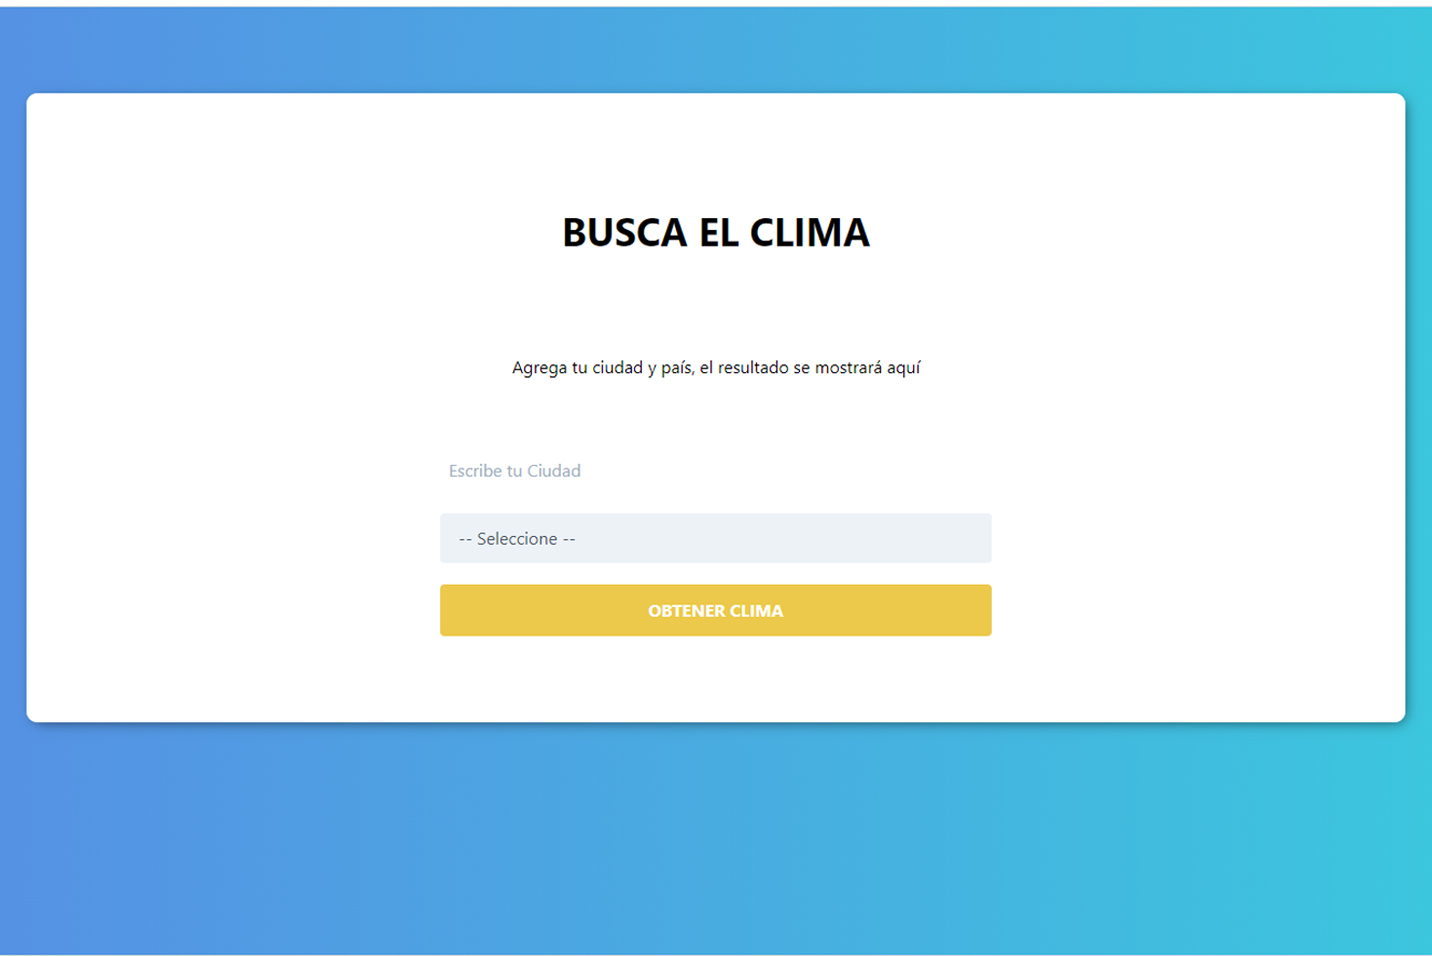 BUSCA EL CLIMA
Agrega tu ciudad y país, el resultado se mostrará aquí
Escribe tu Ciudad
-- Seleccione --
OBTENER CLIMA